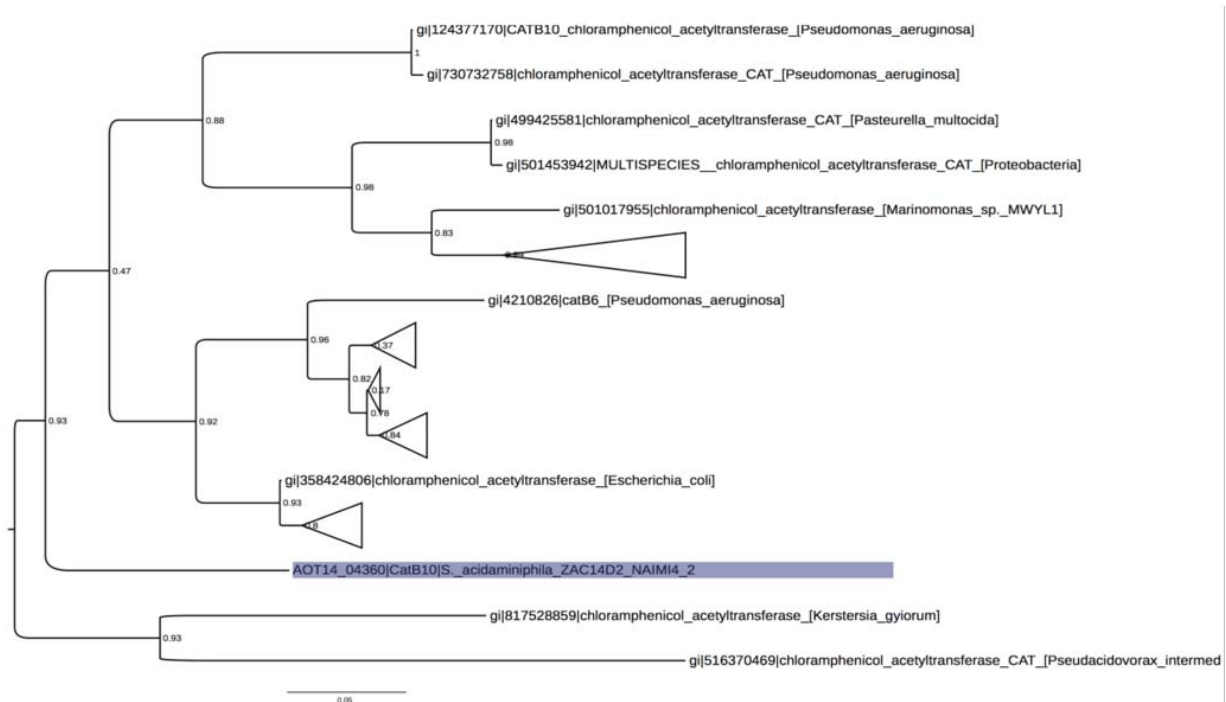 gi|124377170|CATB10_chloramphenicol_acetyltransferase_[Pseudomonas_aeruginosa]
1
gi|730732758|chloramphenicol_acetyltransferase_CAT_[Pseudomonas_aeruginosa]
0.88
gi|499425581|chloramphenicol_acetyltransferase_CAT_[Pasteurella_multocida]
0.98
gi|501453942|MULTISPECIES__chloramphenicol_acetyltransferase_CAT_[Proteobacteria]
0.98
gi|501017955|chloramphenicol_acetyltransferase_[Marinomonas_sp._MWYL1]
0.83
0.47
gi|4210826|catB6_[Pseudomonas_aeruginosa]
0.96
0.37
0.82
0.17
0.78
0.92
0.93
0.84
gi|358424806|chloramphenicol_acetyltransferase_[Escherichia_coli]
0.93
0.8
AOT14_04360|CatB10|S._acidaminiphila_ZAC14D2_NAIMI4_2
gi|817528859|chloramphenicol_acetyltransferase_[Kerstersia_gyiorum]
0.93
gi|516370469|chloramphenicol_acetyltransferase_CAT_[Pseudacidovorax_intermed
0.05